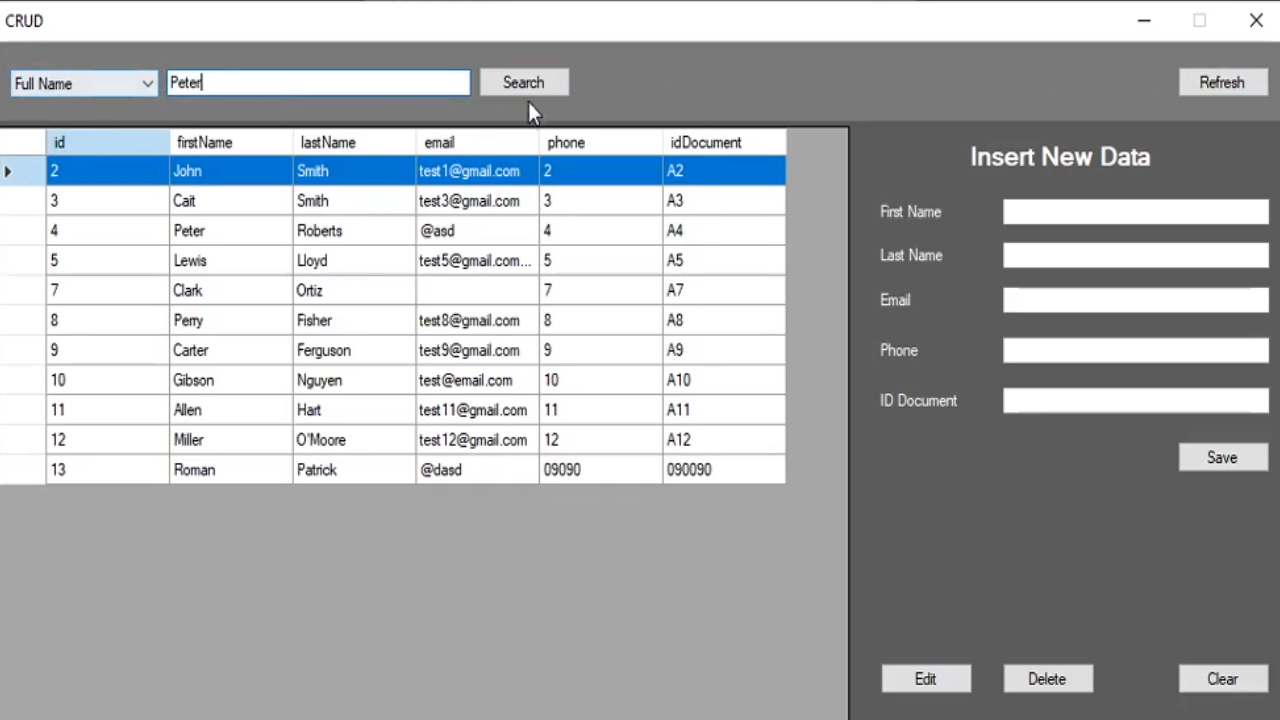 CRUD
Full Name Peter Search Refresh
id firstName lastName email phone idDocument
2 John Smith test1@gmail.com 2 A2
3 Cait Smith test3@gmail.com 3 A3
4 Peter Roberts @asd 4 A4
5 Lewis Lloyd test5@gmail.com... 5 A5
7 Clark Ortiz 7 A7
8 Perry Fisher test8@gmail.com 8 A8
9 Carter Ferguson test9@gmail.com 9 A9
10 Gibson Nguyen test@email.com 10 A10
11 Allen Hart test11@gmail.com 11 A11
12 Miller O'Moore test12@gmail.com 12 A12
13 Roman Patrick @dasd 09090 090090
Insert New Data
First Name
Last Name
Email
Phone
ID Document
Save
Edit Delete Clear